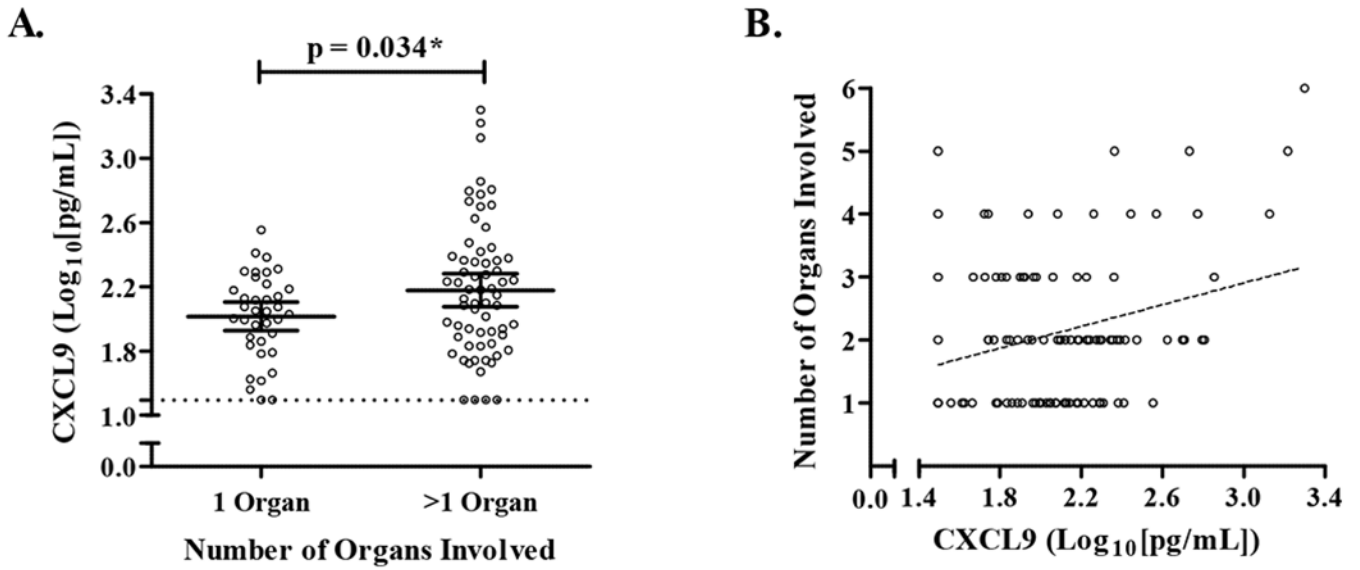 A.
p = 0.034*
CXCL9 (Log10[pg/mL])
3.4
3.0
2.6
2.2
1.8
1.0
0.0
1 Organ
>1 Organ
Number of Organs Involved
B.
Number of Organs Involved
6
5
4
3
2
1
0.0
1.4
1.8
2.2
2.6
3.0
3.4
CXCL9 (Log10[pg/mL])